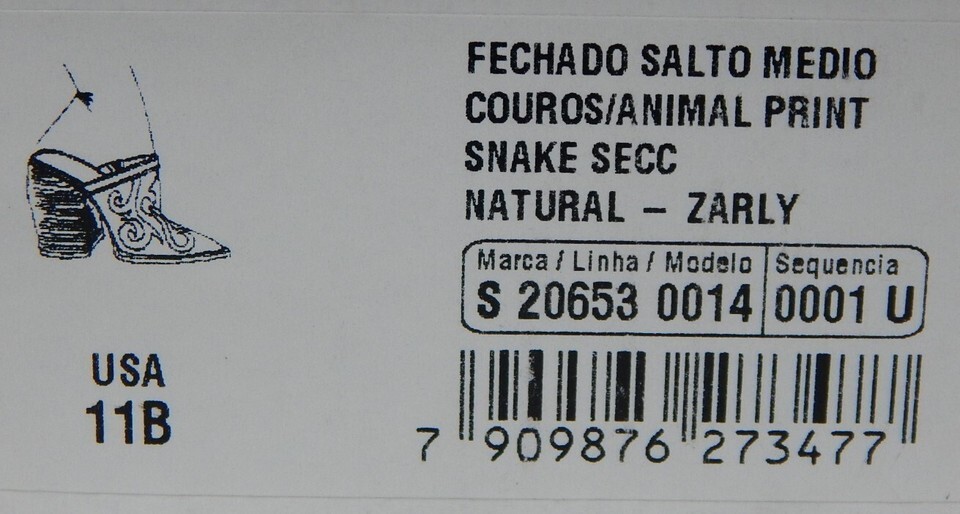 FECHADO SALTO MEDIO
COUROS/ANIMAL PRINT
SNAKE SECC
NATURAL – ZARLY
Marca / Linha / Modelo Sequencia
S 20653 0014 0001 U
USA
11B
7 909876 273477